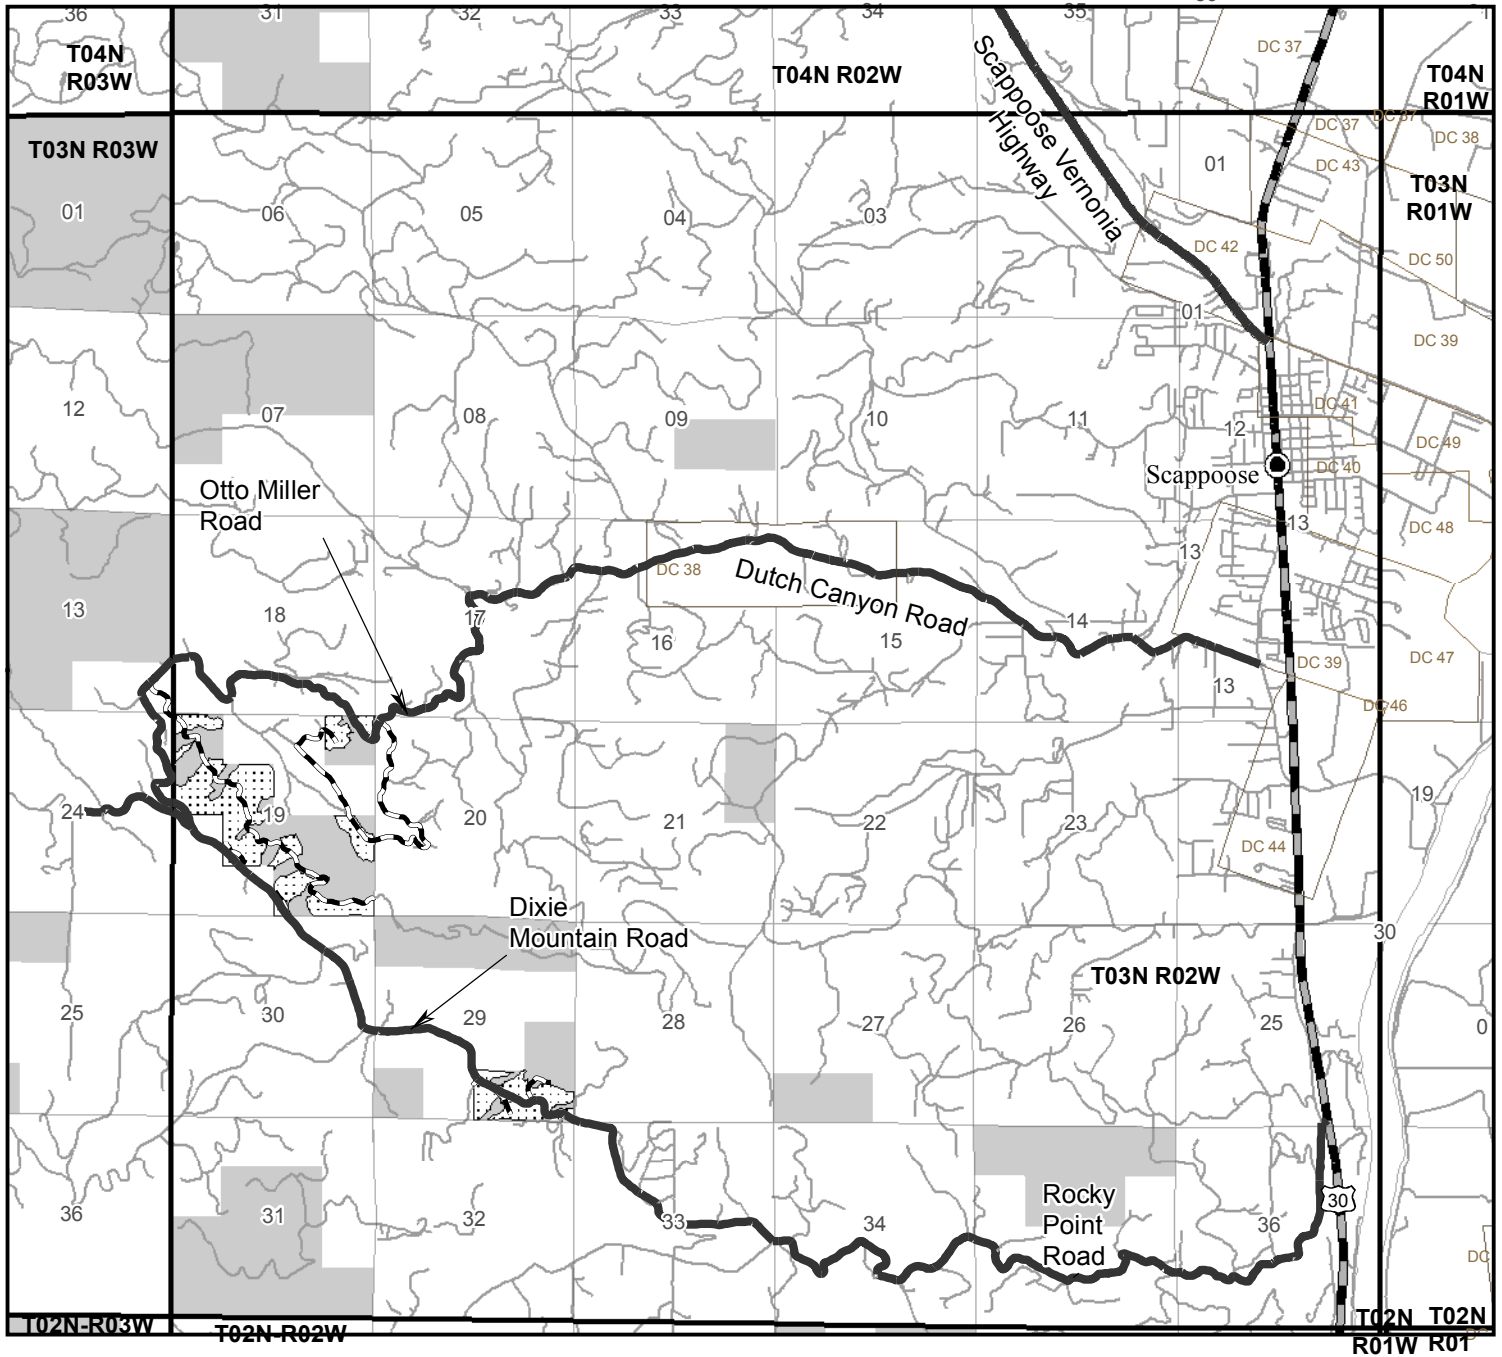 36
31
32
33
34
35
T04N
R03W
T04N R02W
DC 37
T04N
R01W
Scappoose Vernonia
Highway
T03N R03W
DC 37
DC 37
DC 38
DC 43
01
T03N
R01W
01
06
05
04
03
DC 42
DC 50
01
DC 39
12
07
08
09
10
11
12
DC 41
DC 49
DC 40
Scappoose
Otto Miller
Road
13
DC 48
13
DC 38
Dutch Canyon Road
13
18
17
16
15
14
DC 39
DC 47
13
DC 46
24
19
20
21
22
23
19
DC 44
Dixie
Mountain Road
30
T03N R02W
25
30
29
28
27
26
25
0
Rocky
Point
Road
30
36
31
32
33
34
36
DC
T02N-R03W
T02N-R02W
T02N
R01W
T02N
R01
DC